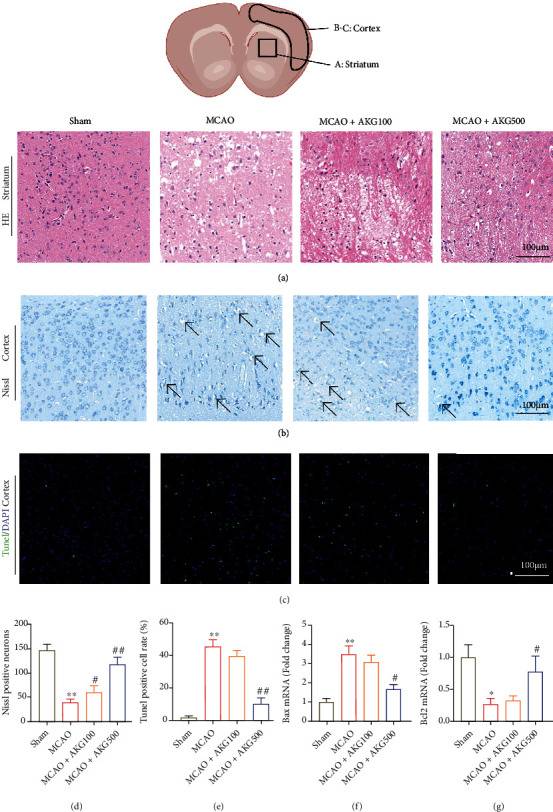 B-C: Cortex
A: Striatum
Sham
MCAO
MCAO + AKG100
MCAO + AKG500
HE Striatum
100μm
(a)
Nissl Cortex
100μm
(b)
Tunel/DAPI Cortex
100μm
(c)
Nissl positive neurons
200
150
100
50
0
**
#
##
Sham
MCAO
MCAO + AKG100
MCAO + AKG500
(d)
Tunel positive cell rate (%)
60
40
20
0
**
##
Sham
MCAO
MCAO + AKG100
MCAO + AKG500
(e)
Bax mRNA (Fold change)
5
4
3
2
1
0
**
#
Sham
MCAO
MCAO + AKG100
MCAO + AKG500
(f)
Bcl2 mRNA (Fold change)
1.5
1.0
0.5
0.0
*
#
Sham
MCAO
MCAO + AKG100
MCAO + AKG500
(g)